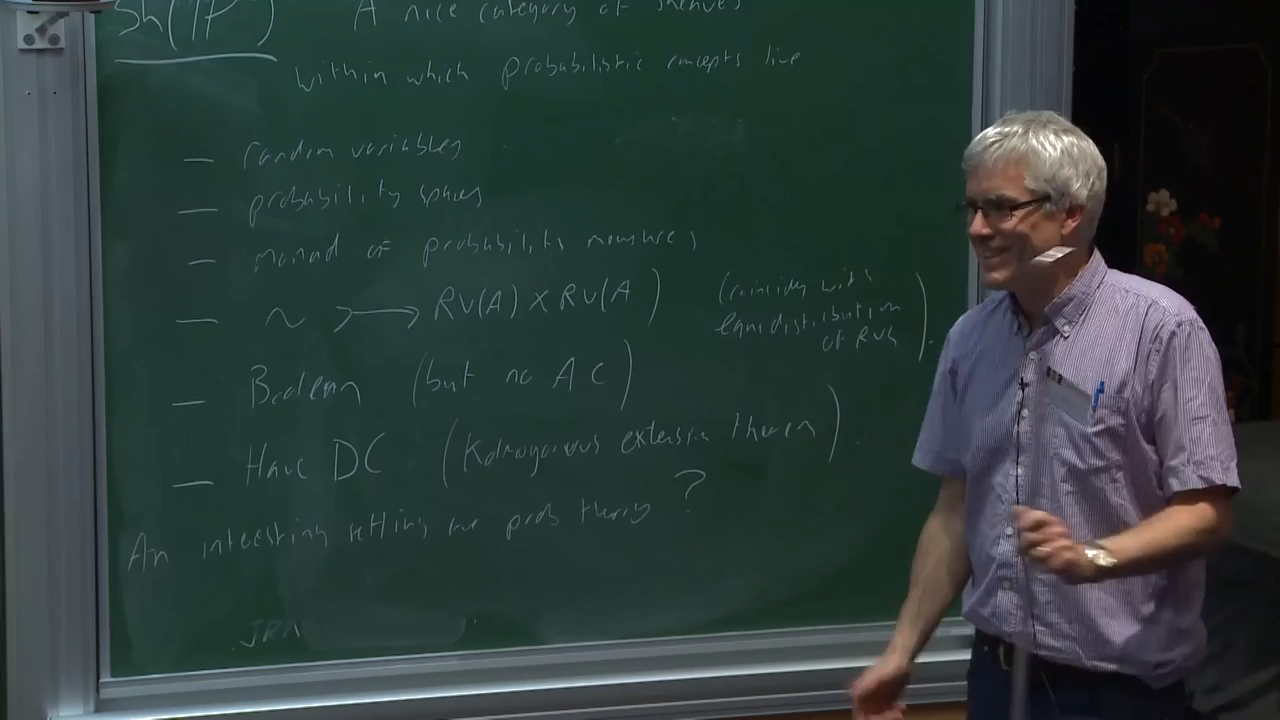 Sh(P)
A nice category of sheaves
within which probabilistic concepts live
— random variables
— probability spaces
— monad of probability measures
— ~ >—> RV(A) X RV(A)
(coincides with
equidistribution
of RVs).
— Boolean (but no AC)
— Have DC (Kolmogorov's extension theorem).
An interesting setting for prob theory?